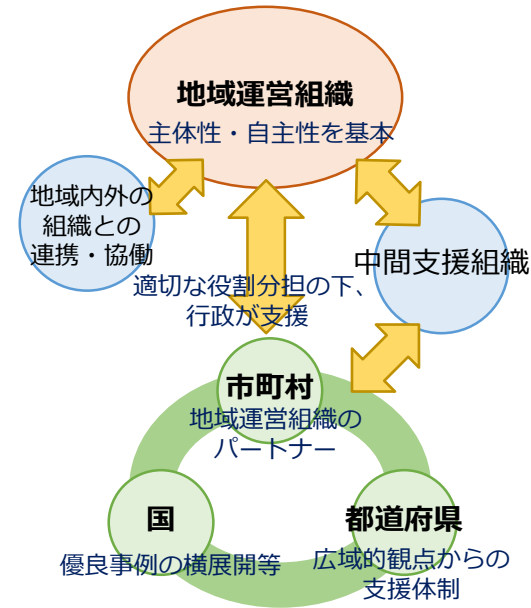 地域運営組織
主体性・自主性を基本
地域内外の
組織との
連携・協働
中間支援組織
適切な役割分担の下、
行政が支援
市町村
地域運営組織の
パートナー
国
優良事例の横展開等
都道府県
広域的観点からの
支援体制